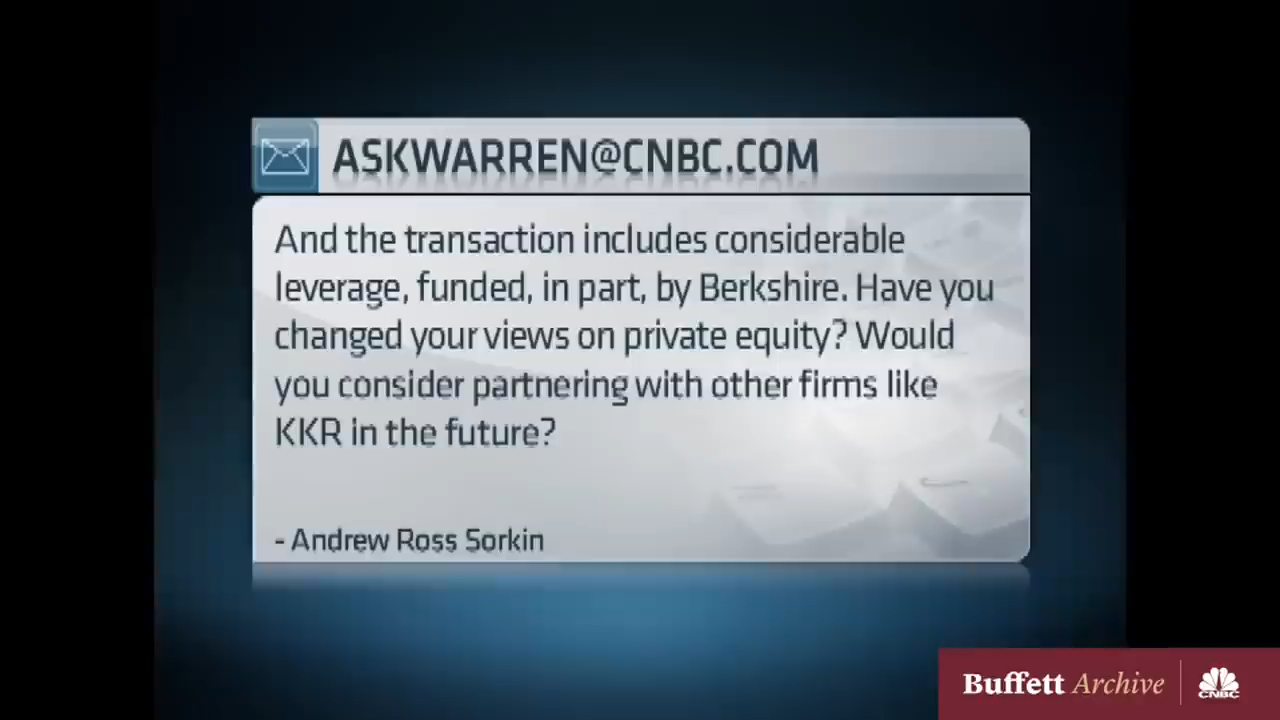 ASKWARREN@CNBC.COM
And the transaction includes considerable
leverage, funded, in part, by Berkshire. Have you
changed your views on private equity? Would
you consider partnering with other firms like
KKR in the future?
- Andrew Ross Sorkin
Buffett Archive
CNBC